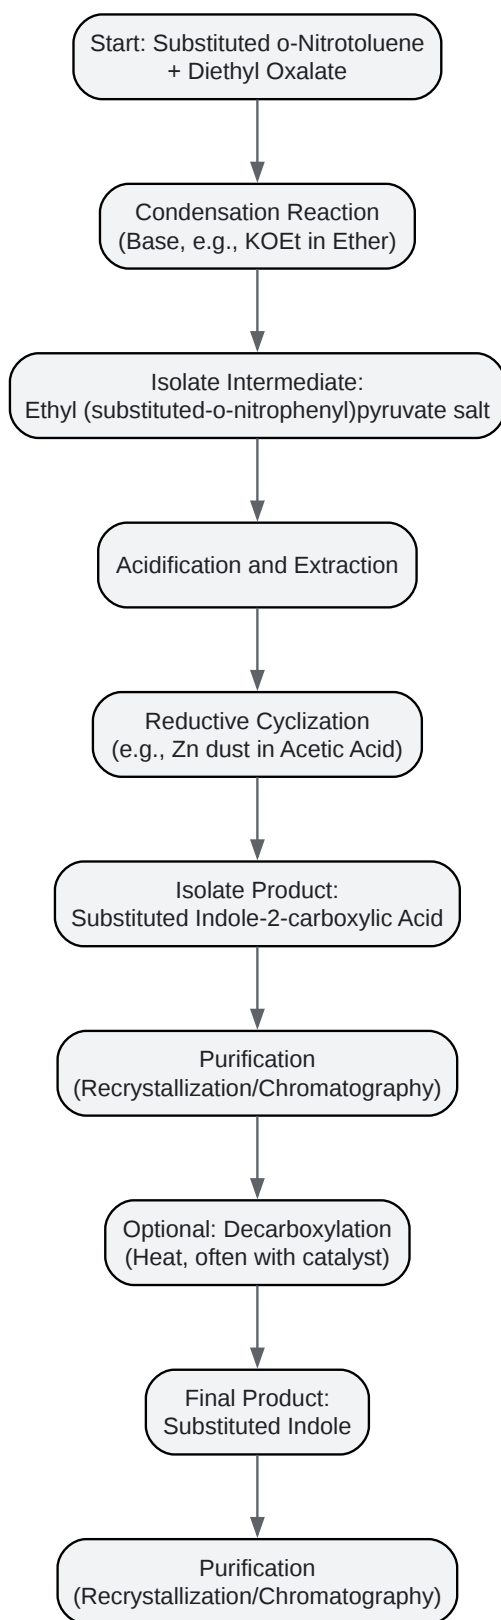 Start: Substituted o-Nitrotoluene
+ Diethyl Oxalate
Condensation Reaction
(Base, e.g., KOEt in Ether)
Isolate Intermediate:
Ethyl (substituted-o-nitrophenyl)pyruvate salt
Acidification and Extraction
Reductive Cyclization
(e.g., Zn dust in Acetic Acid)
Isolate Product:
Substituted Indole-2-carboxylic Acid
Purification
(Recrystallization/Chromatography)
Optional: Decarboxylation
(Heat, often with catalyst)
Final Product:
Substituted Indole
Purification
(Recrystallization/Chromatography)